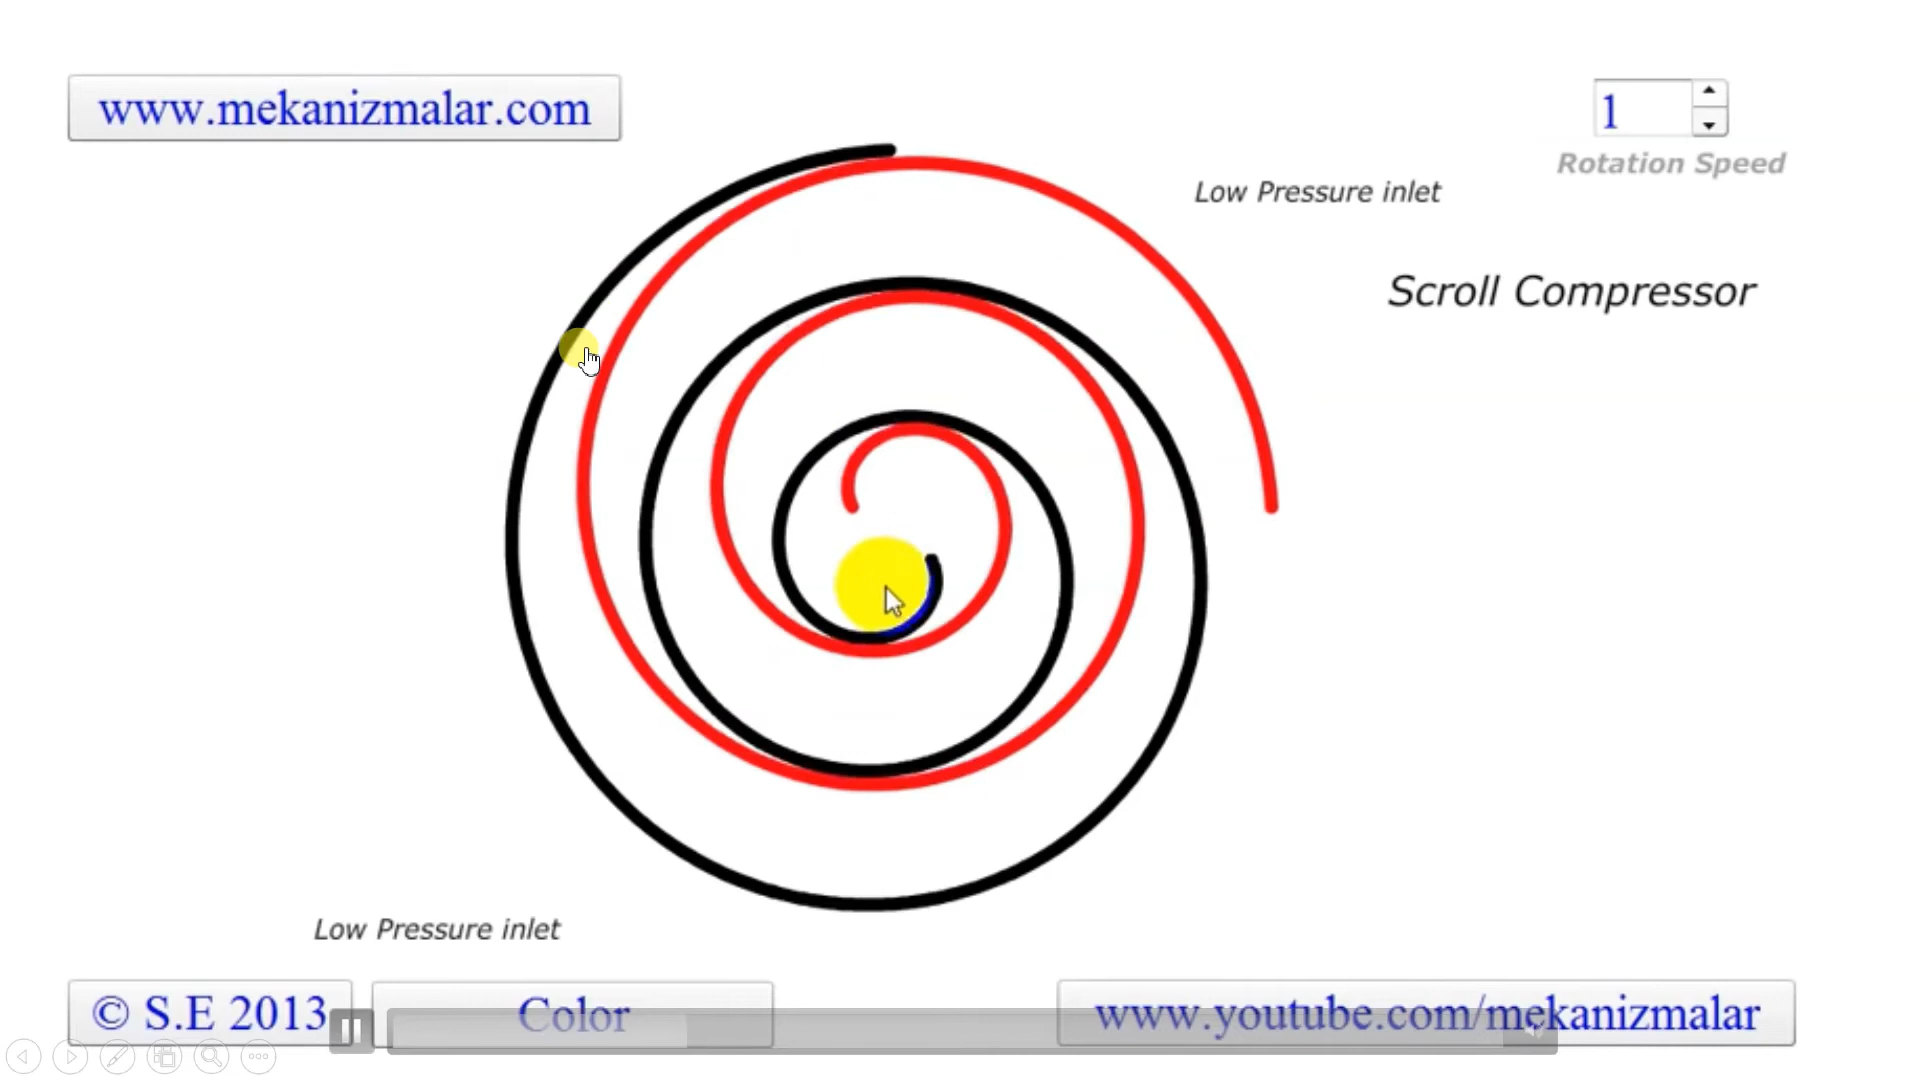 www.mekanizmalar.com
1
Rotation Speed
Low Pressure inlet
Scroll Compressor
Low Pressure inlet
© S.E 2013
Color
www.youtube.com/mekanizmalar